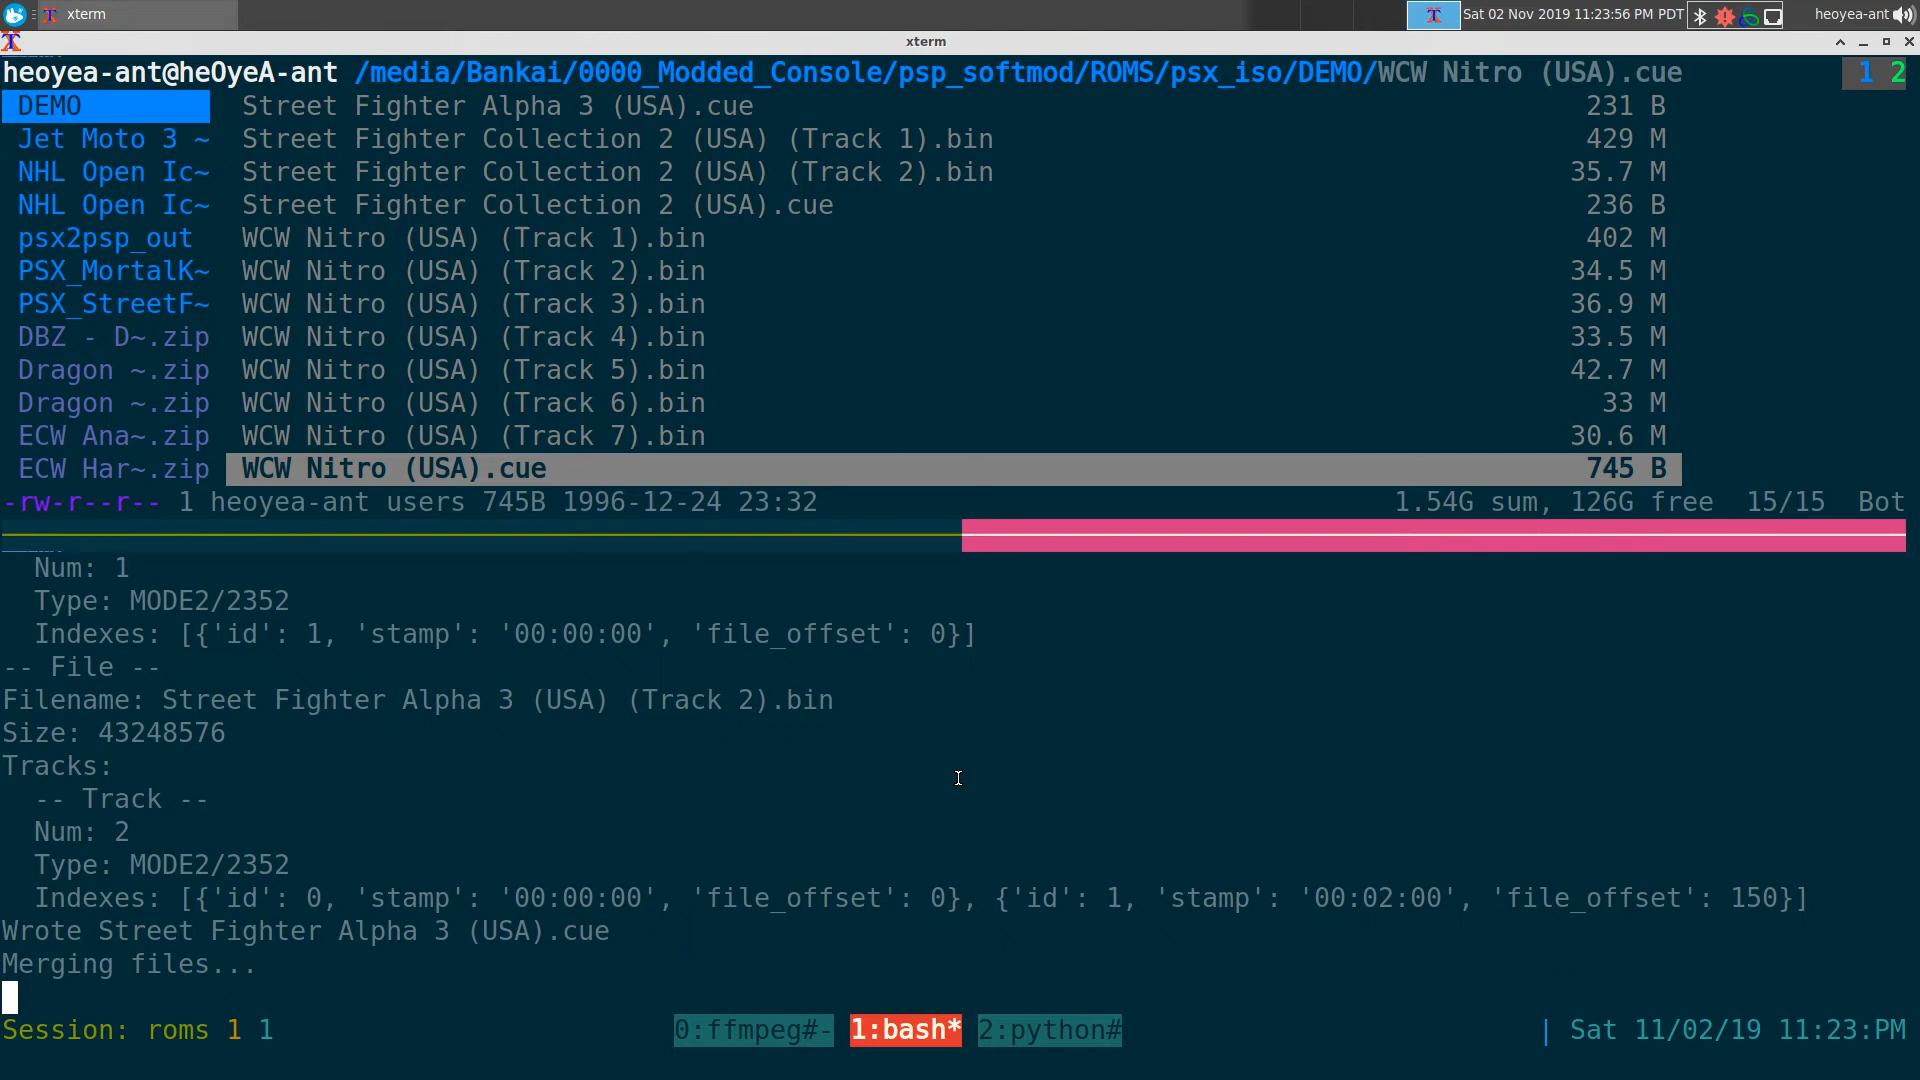 xterm
Sat 02 Nov 2019 11:23:56 PM PDT
heoyea-ant
xterm
heoyea-ant@heOyeA-ant /media/Bankai/0000_Modded_Console/psp_softmod/ROMS/psx_iso/DEMO/WCW Nitro (USA).cue 1 2
DEMO Street Fighter Alpha 3 (USA).cue 231 B
Jet Moto 3 ~ Street Fighter Collection 2 (USA) (Track 1).bin 429 M
NHL Open Ic~ Street Fighter Collection 2 (USA) (Track 2).bin 35.7 M
NHL Open Ic~ Street Fighter Collection 2 (USA).cue 236 B
psx2psp_out WCW Nitro (USA) (Track 1).bin 402 M
PSX_MortalK~ WCW Nitro (USA) (Track 2).bin 34.5 M
PSX_StreetF~ WCW Nitro (USA) (Track 3).bin 36.9 M
DBZ - D~.zip WCW Nitro (USA) (Track 4).bin 33.5 M
Dragon ~.zip WCW Nitro (USA) (Track 5).bin 42.7 M
Dragon ~.zip WCW Nitro (USA) (Track 6).bin 33 M
ECW Ana~.zip WCW Nitro (USA) (Track 7).bin 30.6 M
ECW Har~.zip WCW Nitro (USA).cue 745 B
-rw-r--r-- 1 heoyea-ant users 745B 1996-12-24 23:32 1.54G sum, 126G free 15/15 Bot
Num: 1
Type: MODE2/2352
Indexes: [{'id': 1, 'stamp': '00:00:00', 'file_offset': 0}]
-- File --
Filename: Street Fighter Alpha 3 (USA) (Track 2).bin
Size: 43248576
Tracks:
-- Track --
Num: 2
Type: MODE2/2352
Indexes: [{'id': 0, 'stamp': '00:00:00', 'file_offset': 0}, {'id': 1, 'stamp': '00:02:00', 'file_offset': 150}]
Wrote Street Fighter Alpha 3 (USA).cue
Merging files...
Session: roms 1 1 0:ffmpeg#- 1:bash* 2:python# | Sat 11/02/19 11:23:PM